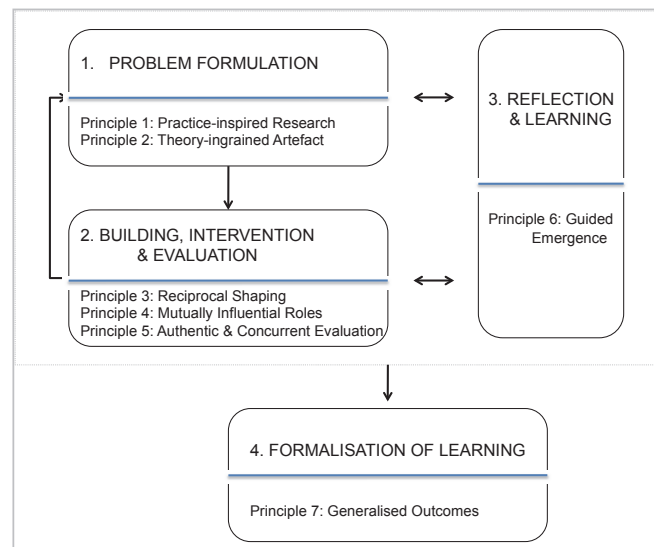 1. PROBLEM FORMULATION
Principle 1: Practice-inspired Research
Principle 2: Theory-ingrained Artefact
2. BUILDING, INTERVENTION
& EVALUATION
Principle 3: Reciprocal Shaping
Principle 4: Mutually Influential Roles
Principle 5: Authentic & Concurrent Evaluation
3. REFLECTION
& LEARNING
Principle 6: Guided
Emergence
4. FORMALISATION OF LEARNING
Principle 7: Generalised Outcomes